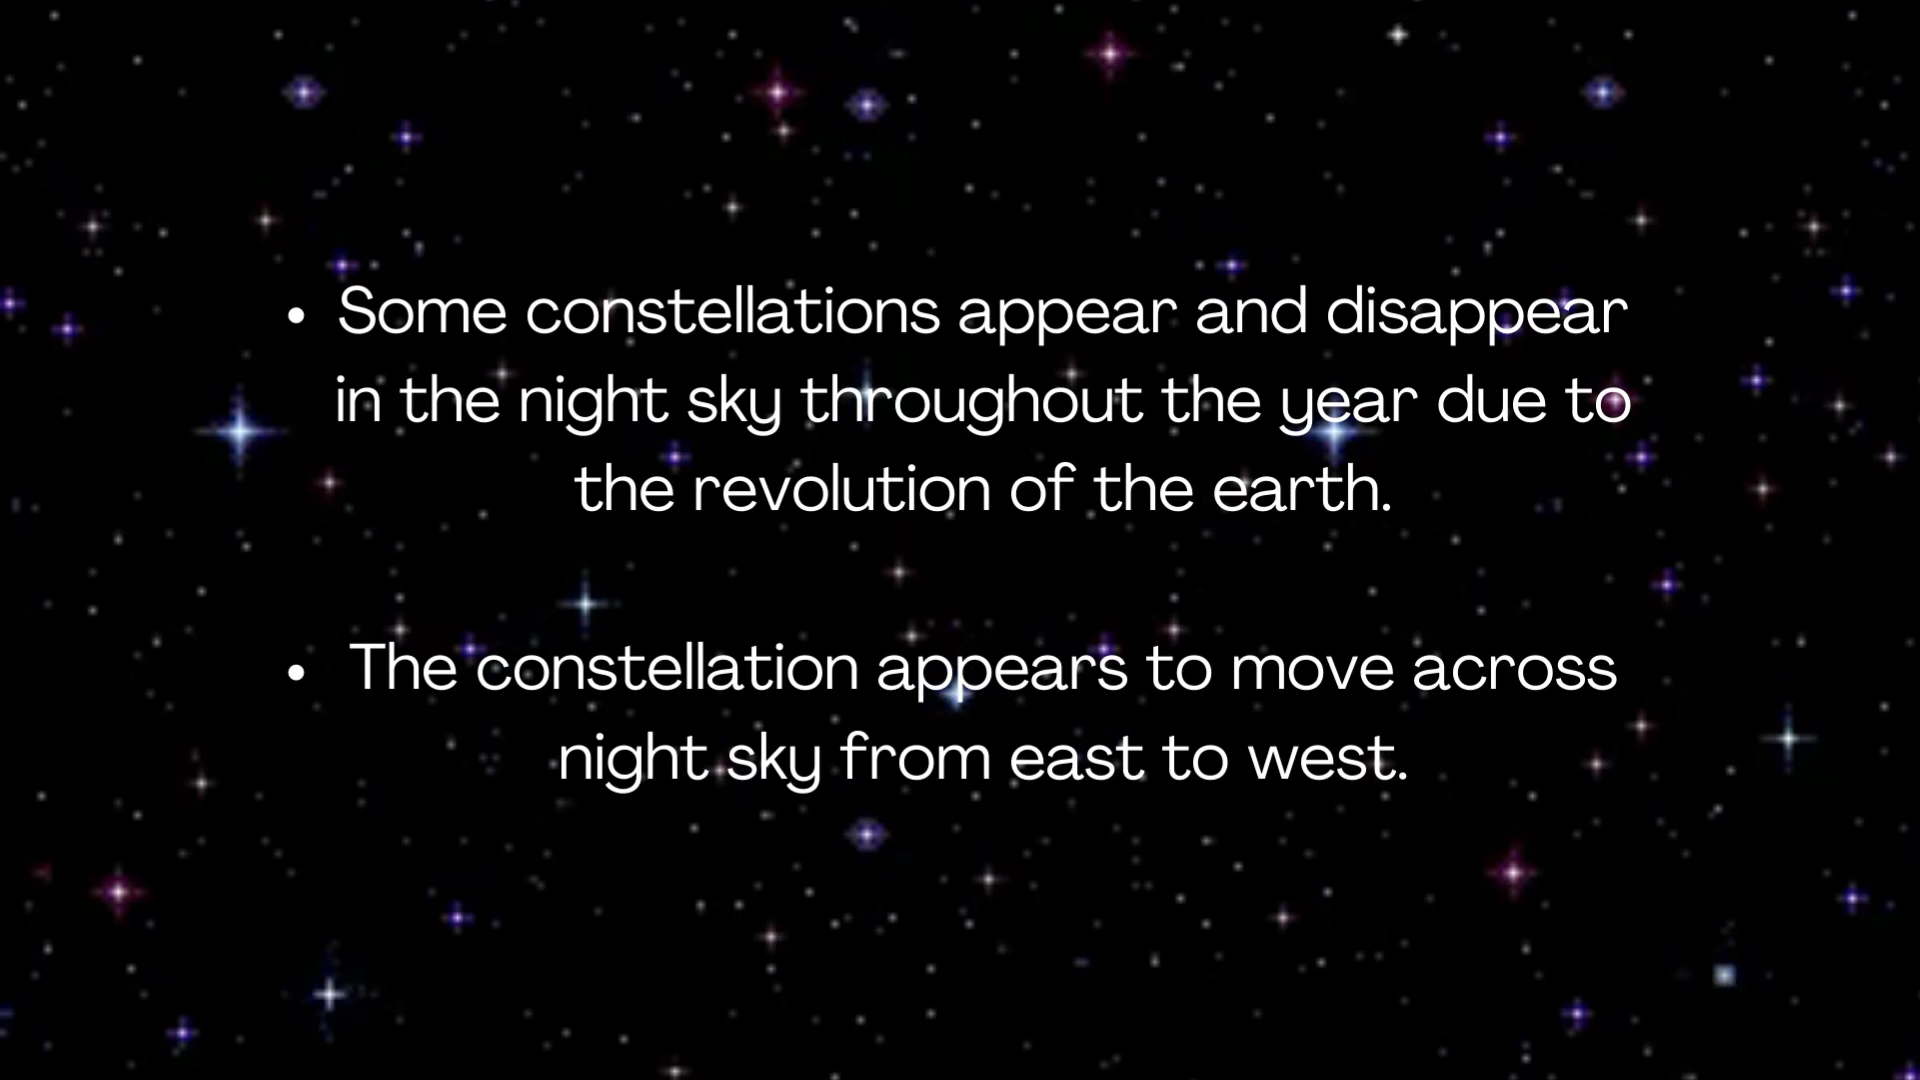 • Some constellations appear and disappear
in the night sky throughout the year due to
the revolution of the earth.
• The constellation appears to move across
night sky from east to west.